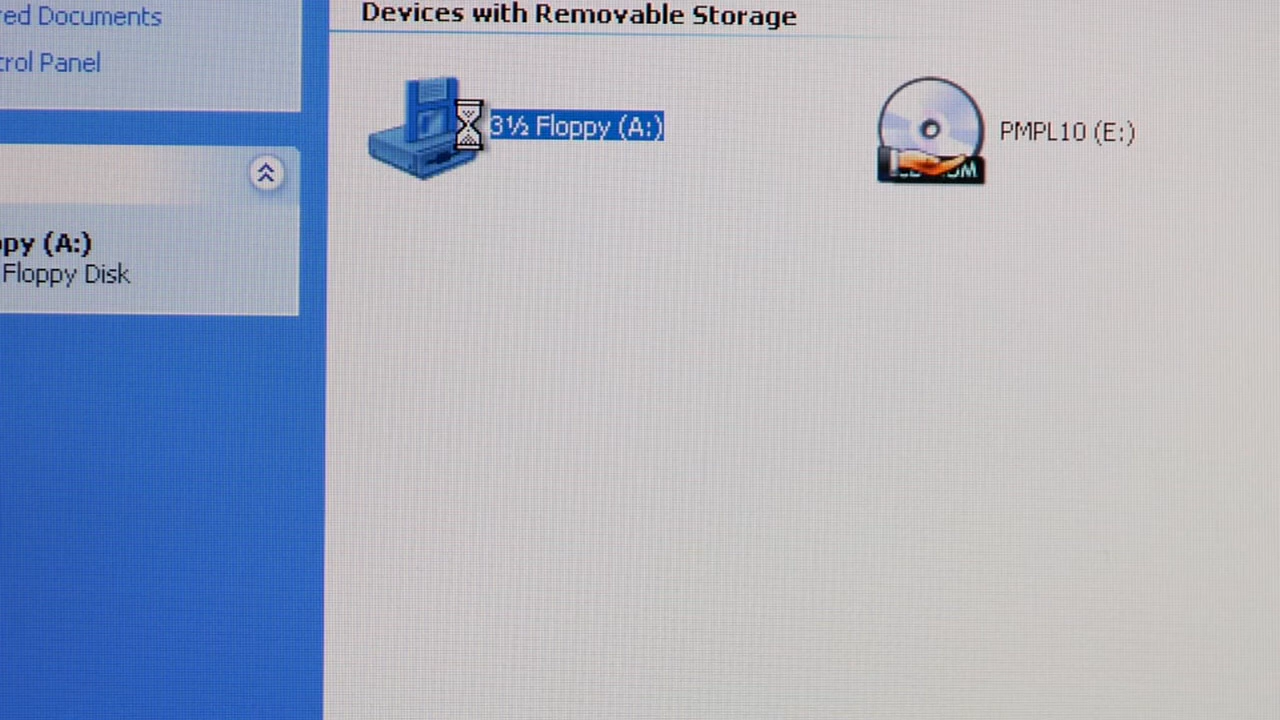 red Documents
trol Panel
Devices with Removable Storage
3½ Floppy (A:)
PMPL10 (E:)
ppy (A:)
Floppy Disk